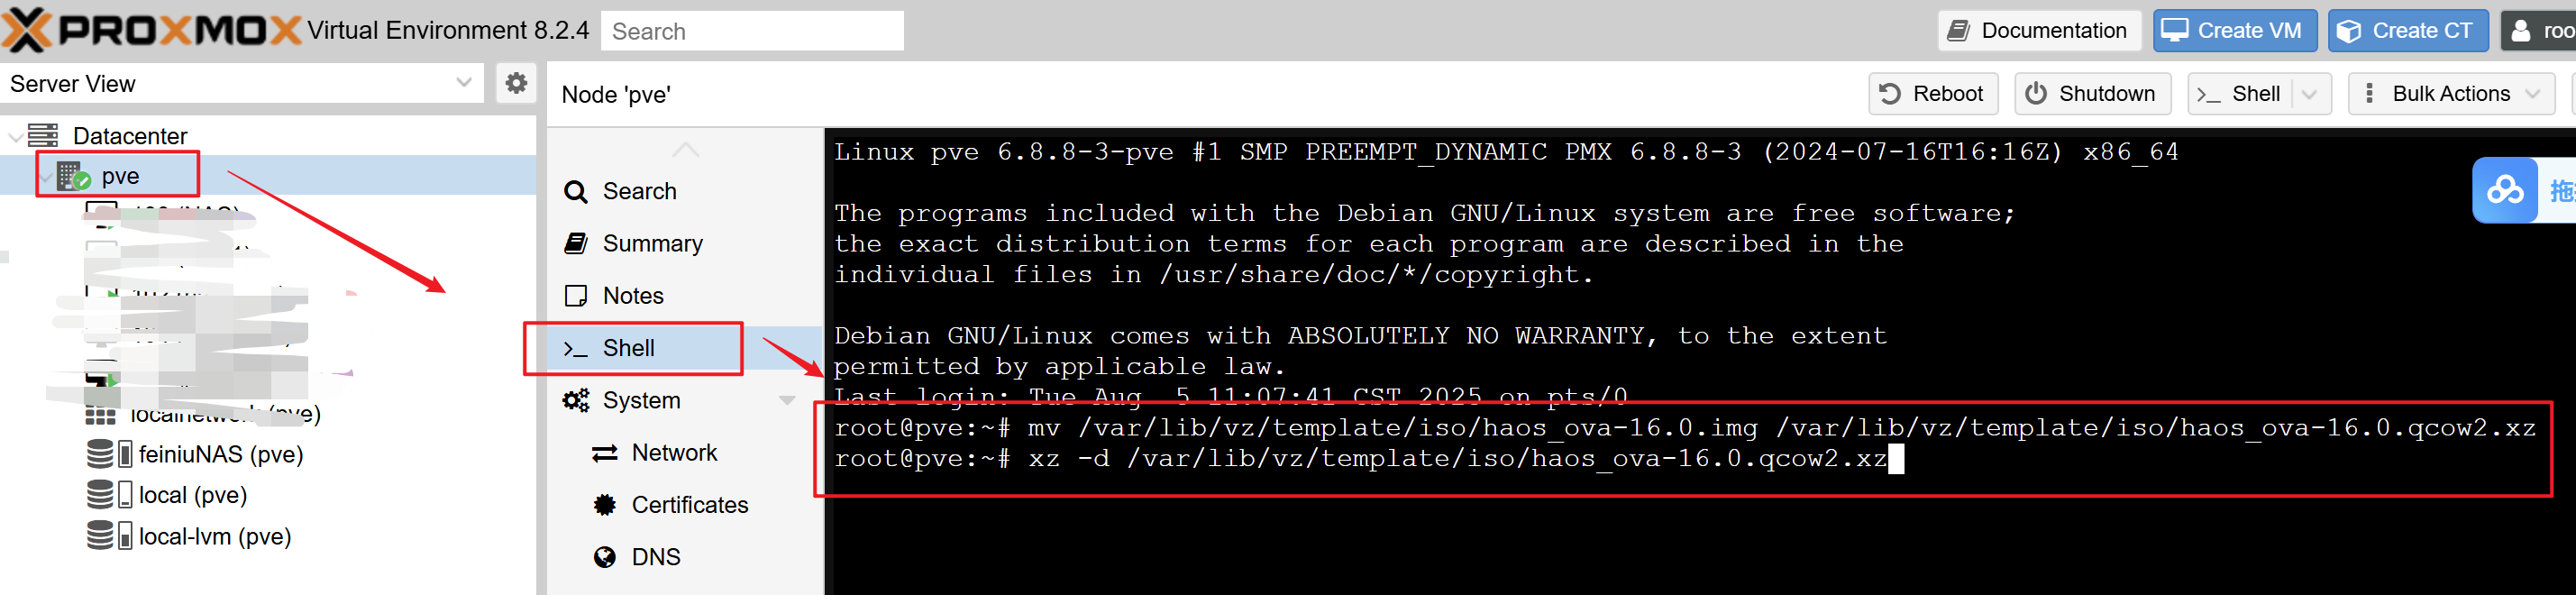 PROXMOX Virtual Environment 8.2.4 Search
Documentation Create VM Create CT
Server View
Node 'pve'
Reboot Shutdown Shell Bulk Actions
Datacenter
pve
localnetwork (pve)
feiniuNAS (pve)
local (pve)
local-lvm (pve)
Search
Summary
Notes
Shell
System
Network
Certificates
DNS
Linux pve 6.8.8-3-pve #1 SMP PREEMPT_DYNAMIC PMX 6.8.8-3 (2024-07-16T16:16Z) x86_64
The programs included with the Debian GNU/Linux system are free software;
the exact distribution terms for each program are described in the
individual files in /usr/share/doc/*/copyright.
Debian GNU/Linux comes with ABSOLUTELY NO WARRANTY, to the extent
permitted by applicable law.
Last login: Tue Aug  5 11:07:41 CST 2025 on pts/0
root@pve:~# mv /var/lib/vz/template/iso/haos_ova-16.0.img /var/lib/vz/template/iso/haos_ova-16.0.qcow2.xz
root@pve:~# xz -d /var/lib/vz/template/iso/haos_ova-16.0.qcow2.xz